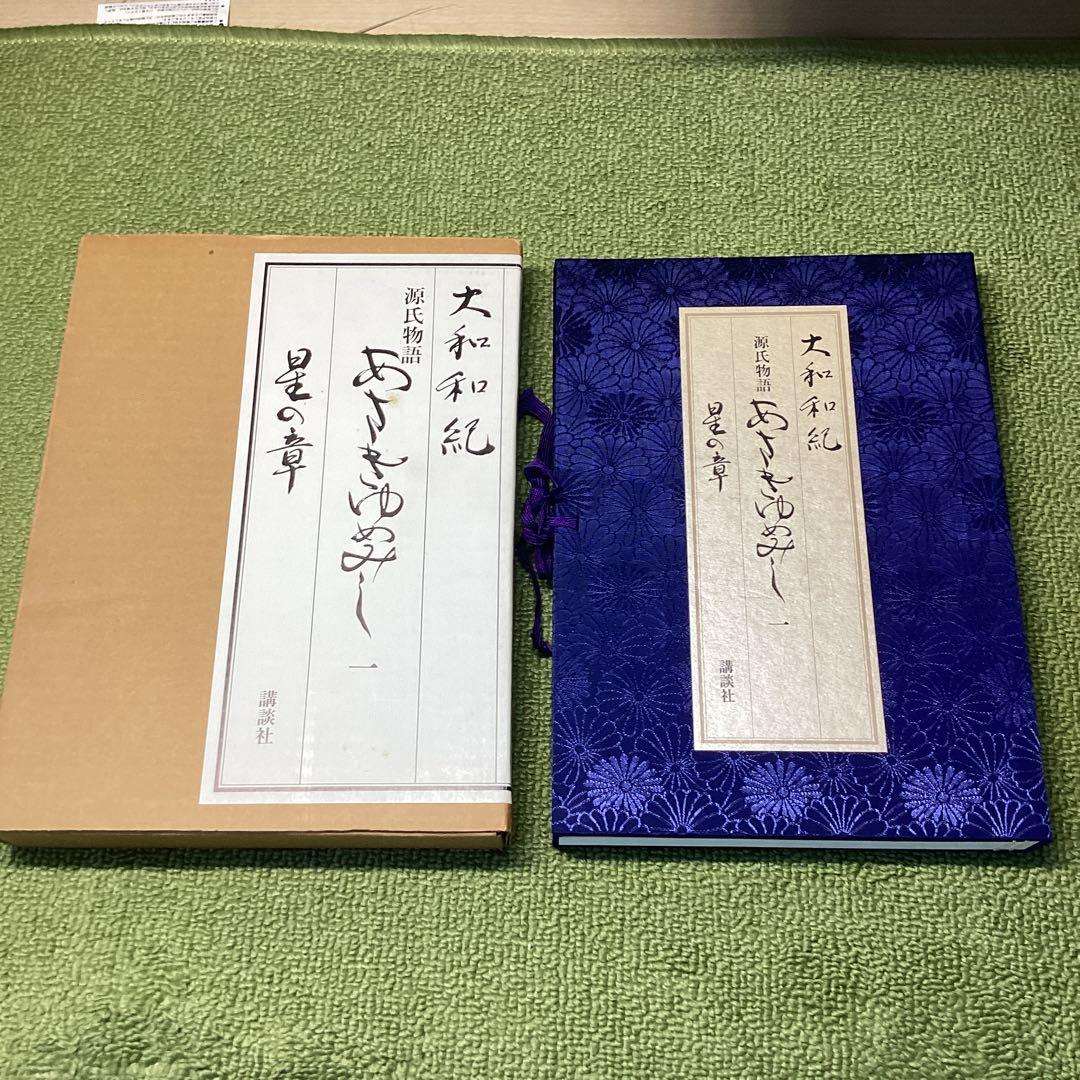 大和和紀
源氏物語
あさきゆめみし 一
星の章
講談社
大和和紀
源氏物語
あさきゆめみし 一
星の章
講談社